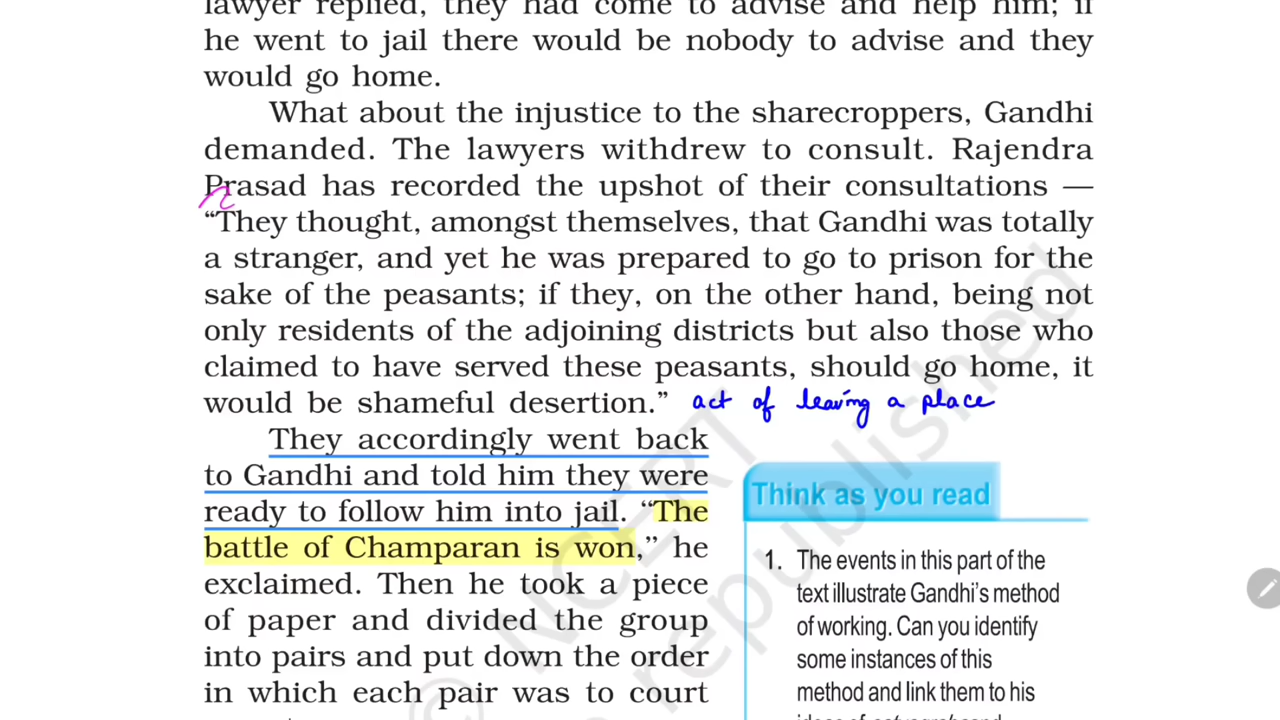 lawyer replied, they had come to advise and help him; if
he went to jail there would be nobody to advise and they
would go home.
What about the injustice to the sharecroppers, Gandhi
demanded. The lawyers withdrew to consult. Rajendra
Prasad has recorded the upshot of their consultations —
“They thought, amongst themselves, that Gandhi was totally
a stranger, and yet he was prepared to go to prison for the
sake of the peasants; if they, on the other hand, being not
only residents of the adjoining districts but also those who
claimed to have served these peasants, should go home, it
would be shameful desertion.” act of leaving a place
They accordingly went back
to Gandhi and told him they were
ready to follow him into jail. “The
battle of Champaran is won,” he
exclaimed. Then he took a piece
of paper and divided the group
into pairs and put down the order
in which each pair was to court
Think as you read
1. The events in this part of the
text illustrate Gandhi’s method
of working. Can you identify
some instances of this
method and link them to his
© NCERT
republished